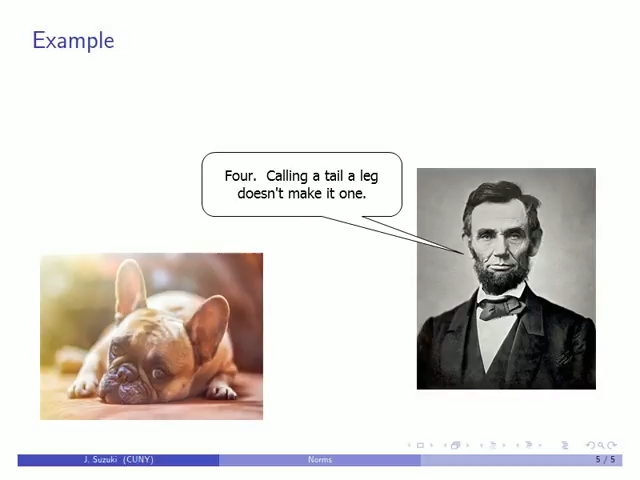 Example
Four.  Calling a tail a leg
doesn't make it one.
J. Suzuki (CUNY)
Norms
5 / 5